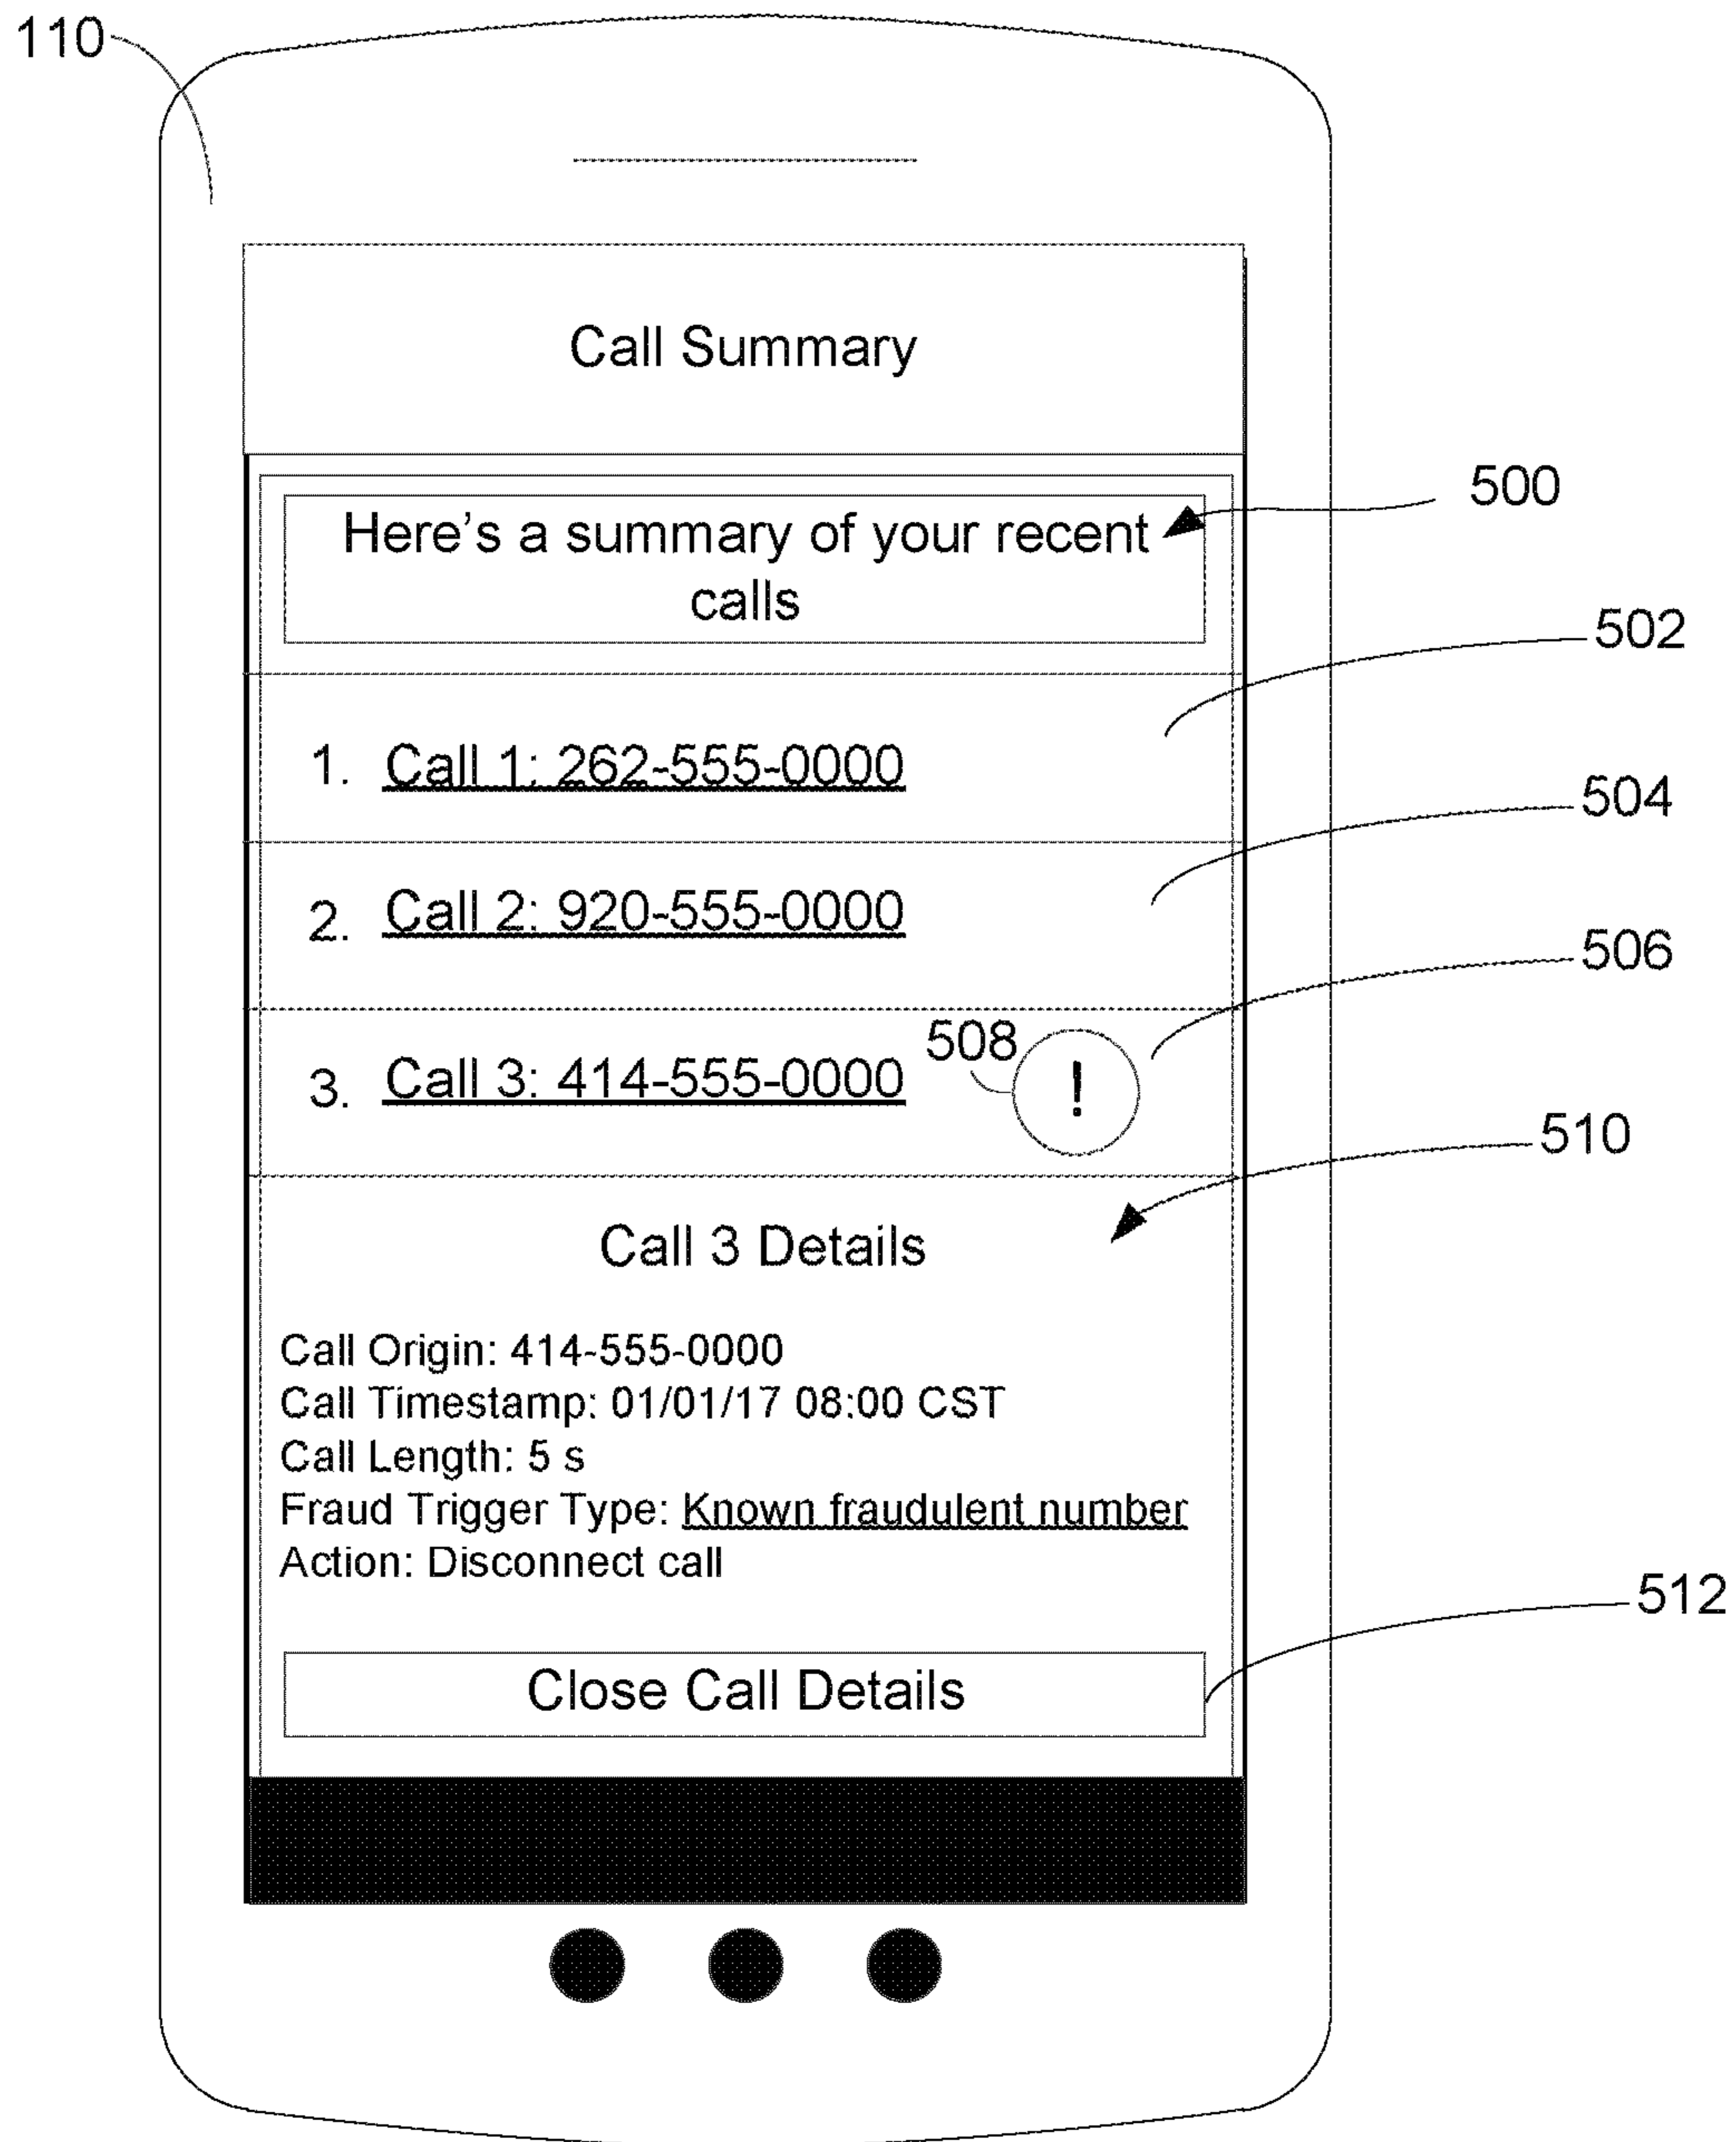 110
Call Summary
500
Here's a summary of your recent
calls
502
1. Call 1: 262-555-0000
504
2. Call 2: 920-555-0000
506
508
3. Call 3: 414-555-0000 !
510
Call 3 Details
Call Origin: 414-555-0000
Call Timestamp: 01/01/17 08:00 CST
Call Length: 5 s
Fraud Trigger Type: Known fraudulent number
Action: Disconnect call
512
Close Call Details